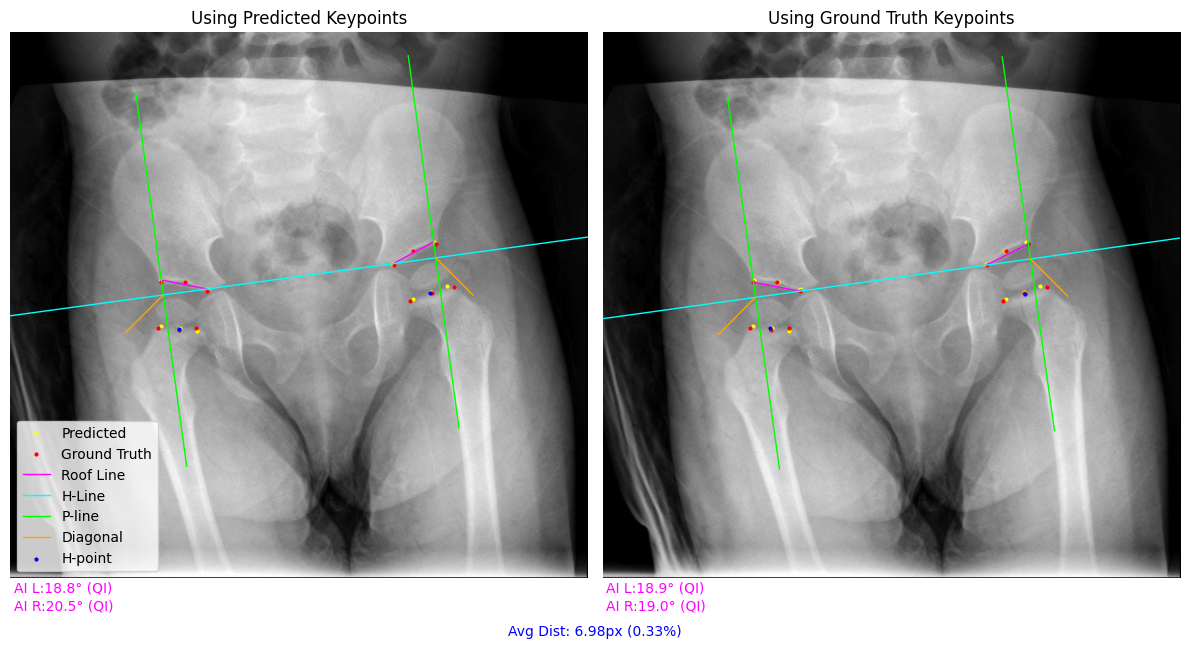 Using Predicted Keypoints
Using Ground Truth Keypoints
Predicted
Ground Truth
Roof Line
H-Line
P-line
Diagonal
H-point
AI L:18.8° (QI)
AI R:20.5° (QI)
AI L:18.9° (QI)
AI R:19.0° (QI)
Avg Dist: 6.98px (0.33%)